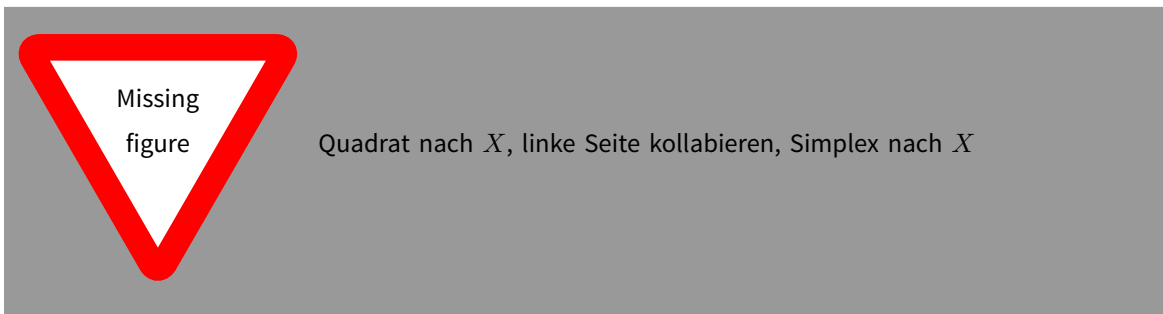 Missing
figure
Quadrat nach X, linke Seite kollabieren, Simplex nach X